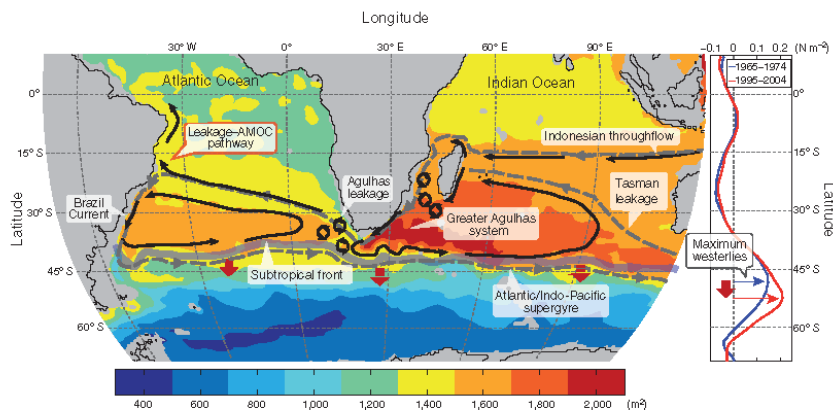 Longitude
30°W
0°
30°E
60°E
90°E
–0.1
0
0.1
0.2
(N m⁻²)
1965–1974
1995–2004
Atlantic Ocean
Indian Ocean
0°
0°
Leakage–AMOC
pathway
Indonesian throughflow
15°S
15°S
Agulhas
leakage
Tasman
leakage
Brazil
Current
Greater Agulhas
system
30°S
30°S
Latitude
Latitude
Maximum
westerlies
Subtropical front
45°S
45°S
Atlantic/Indo-Pacific
supergyre
60°S
60°S
400
600
800
1,000
1,200
1,400
1,600
1,800
2,000
(m²)